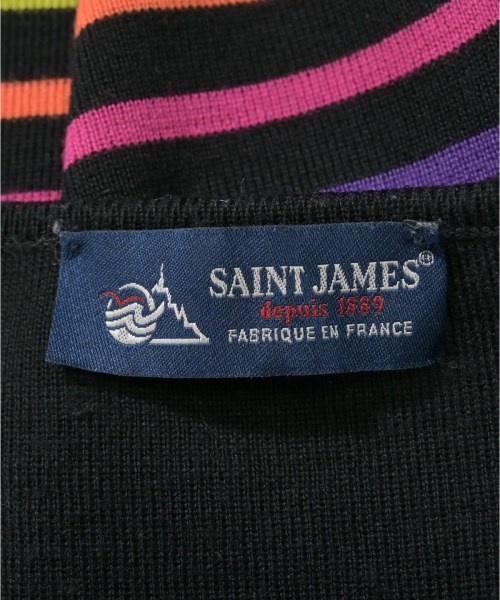 SAINT JAMES®
depuis 1889
FABRIQUE EN FRANCE